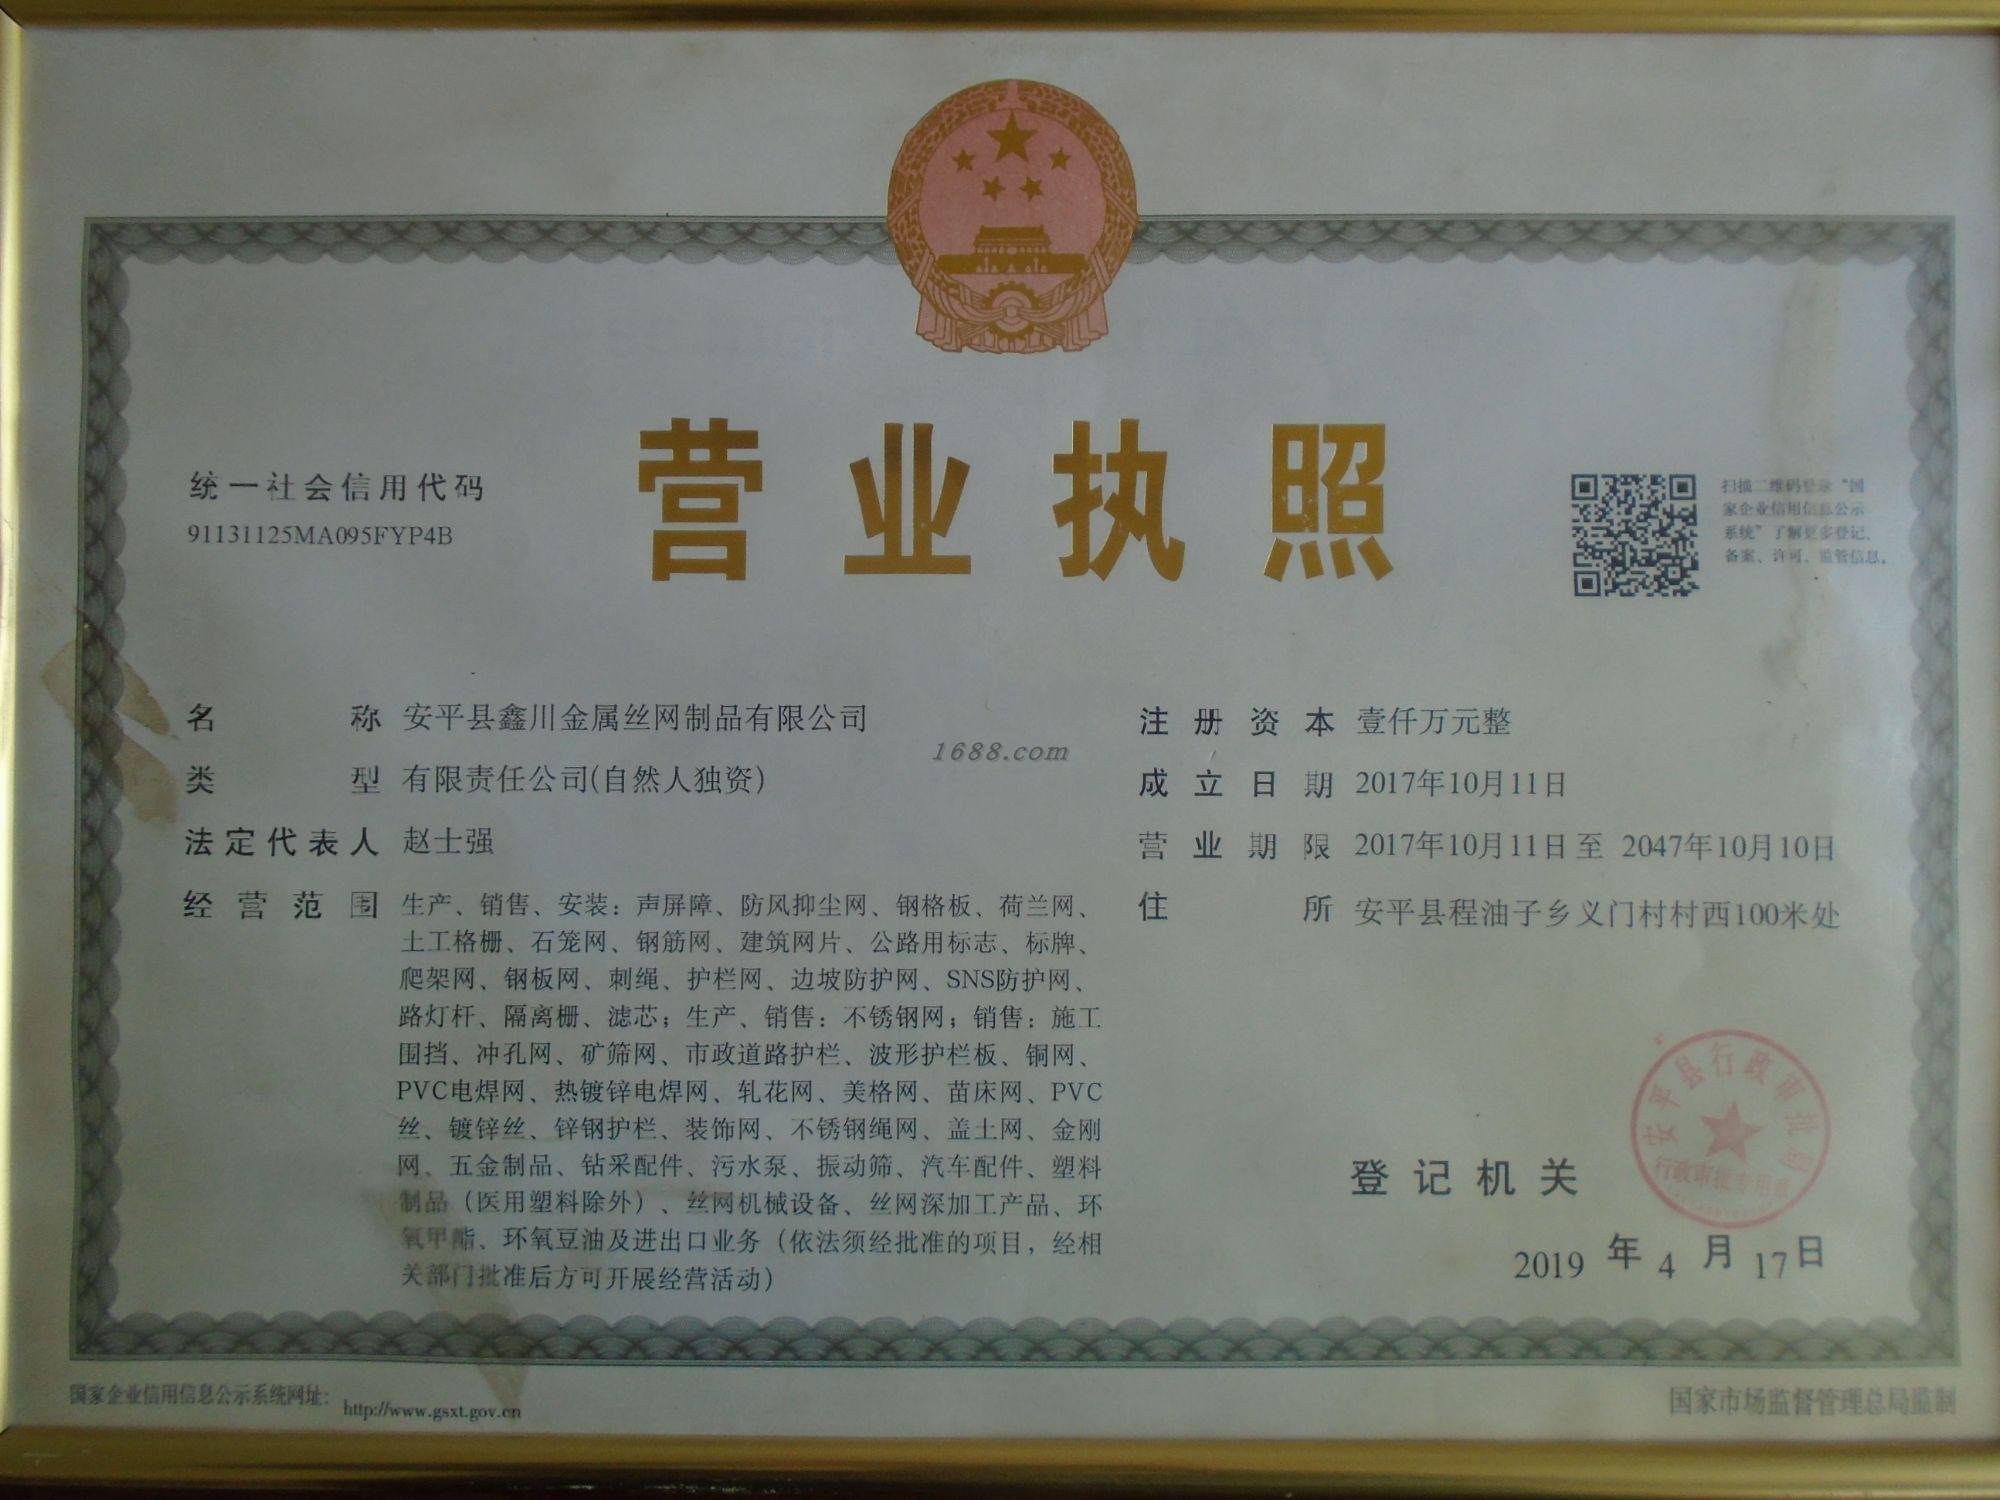 营业执照
统一社会信用代码
91131125MA095FYP4B
扫描二维码登录“国
家企业信用信息公示
系统”了解更多登记、
备案、许可、监管信息。
名称 安平县鑫川金属丝网制品有限公司
类型 有限责任公司(自然人独资)
法定代表人 赵士强
经营范围 生产、销售、安装：声屏障、防风抑尘网、钢格板、荷兰网、
土工格栅、石笼网、钢筋网、建筑网片、公路用标志、标牌、
爬架网、钢板网、刺绳、护栏网、边坡防护网、SNS防护网、
路灯杆、隔离栅、滤芯；生产、销售：不锈钢网；销售：施工
围挡、冲孔网、矿筛网、市政道路护栏、波形护栏板、铜网、
PVC电焊网、热镀锌电焊网、轧花网、美格网、苗床网、PVC
丝、镀锌丝、锌钢护栏、装饰网、不锈钢绳网、盖土网、金刚
网、五金制品、钻采配件、污水泵、振动筛、汽车配件、塑料
制品（医用塑料除外）、丝网机械设备、丝网深加工产品、环
氧甲酯、环氧豆油及进出口业务（依法须经批准的项目，经相
关部门批准后方可开展经营活动）
1688.com
注册资本 壹仟万元整
成立日期 2017年10月11日
营业期限 2017年10月11日至 2047年10月10日
住所 安平县程油子乡义门村村西100米处
安平县行政审批局
行政审批专用章
登记机关
2019 年 4 月 17 日
国家企业信用信息公示系统网址： http://www.gsxt.gov.cn
国家市场监督管理总局监制